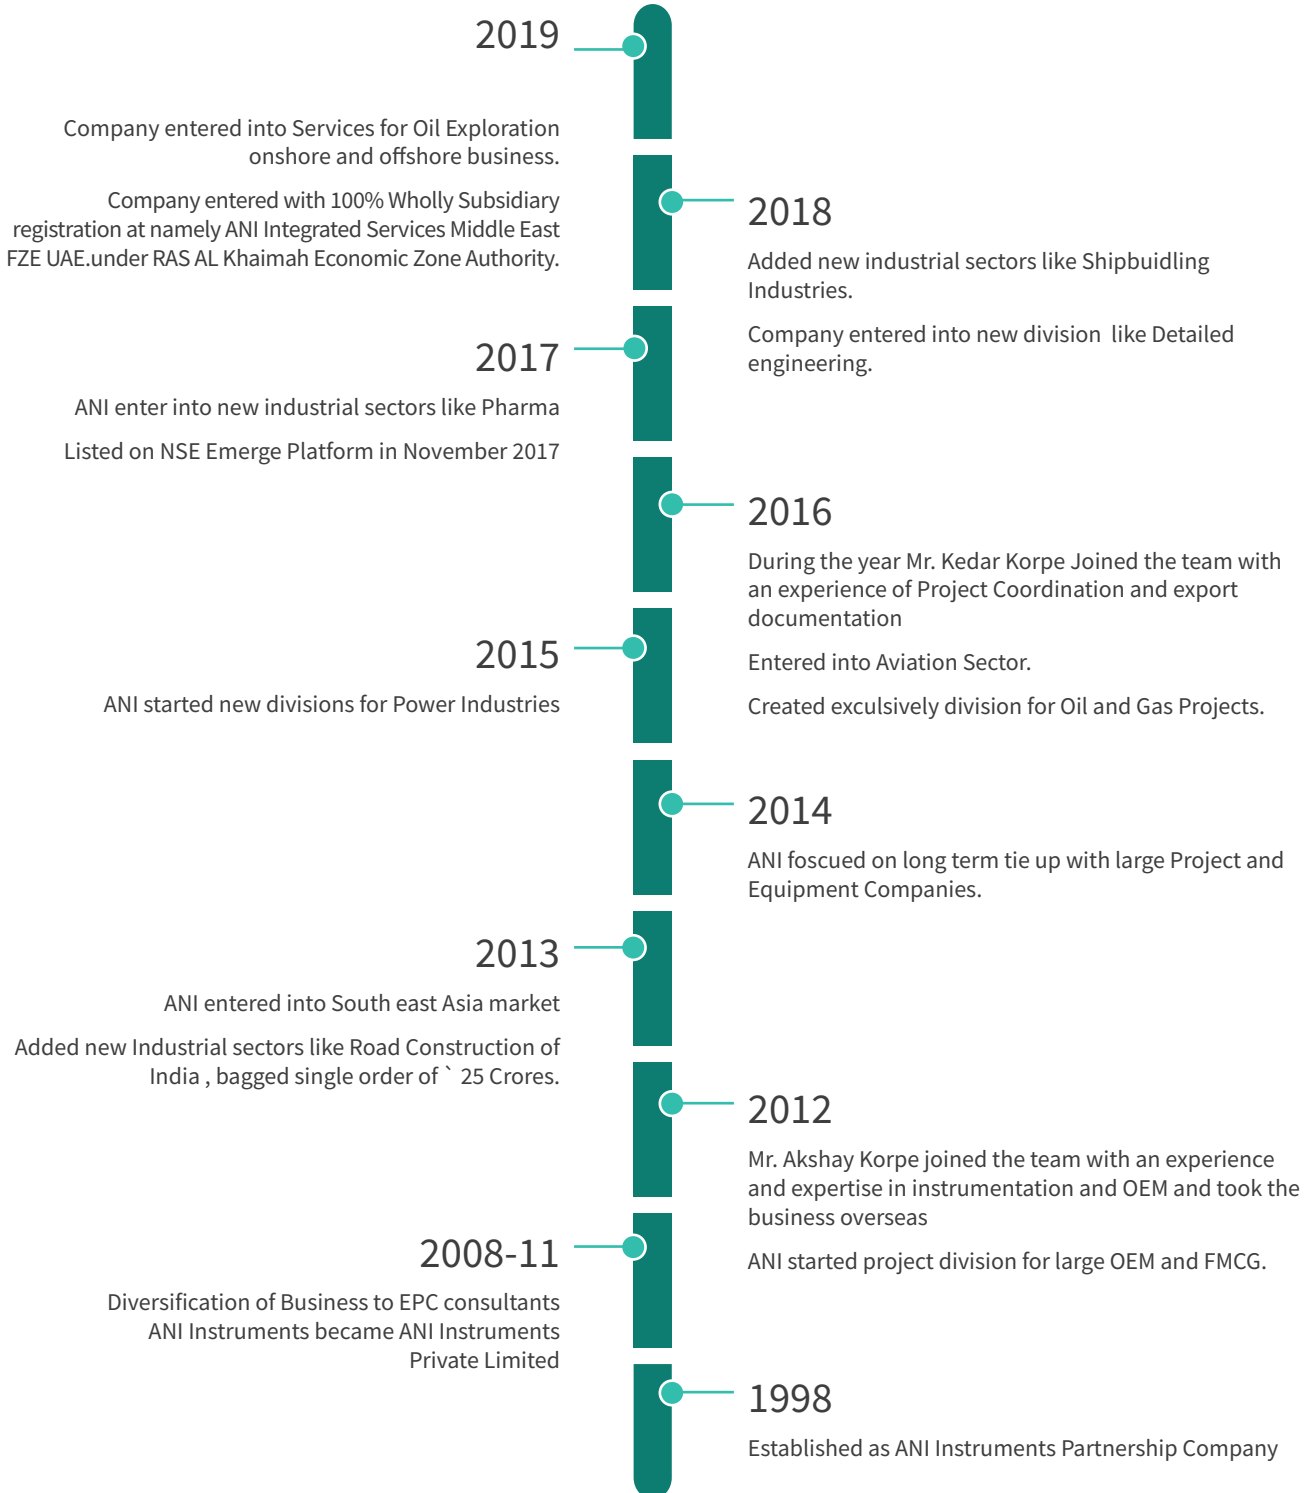 2019
Company entered into Services for Oil Exploration
onshore and offshore business.
Company entered with 100% Wholly Subsidiary
registration at namely ANI Integrated Services Middle East
FZE UAE.under RAS AL Khaimah Economic Zone Authority.
2018
Added new industrial sectors like Shipbuidling
Industries.
Company entered into new division  like Detailed
engineering.
2017
ANI enter into new industrial sectors like Pharma
Listed on NSE Emerge Platform in November 2017
2016
During the year Mr. Kedar Korpe Joined the team with
an experience of Project Coordination and export
documentation
Entered into Aviation Sector.
Created exculsively division for Oil and Gas Projects.
2015
ANI started new divisions for Power Industries
2014
ANI foscued on long term tie up with large Project and
Equipment Companies.
2013
ANI entered into South east Asia market
Added new Industrial sectors like Road Construction of
India , bagged single order of ` 25 Crores.
2012
Mr. Akshay Korpe joined the team with an experience
and expertise in instrumentation and OEM and took the
business overseas
ANI started project division for large OEM and FMCG.
2008-11
Diversification of Business to EPC consultants
ANI Instruments became ANI Instruments
Private Limited
1998
Established as ANI Instruments Partnership Company